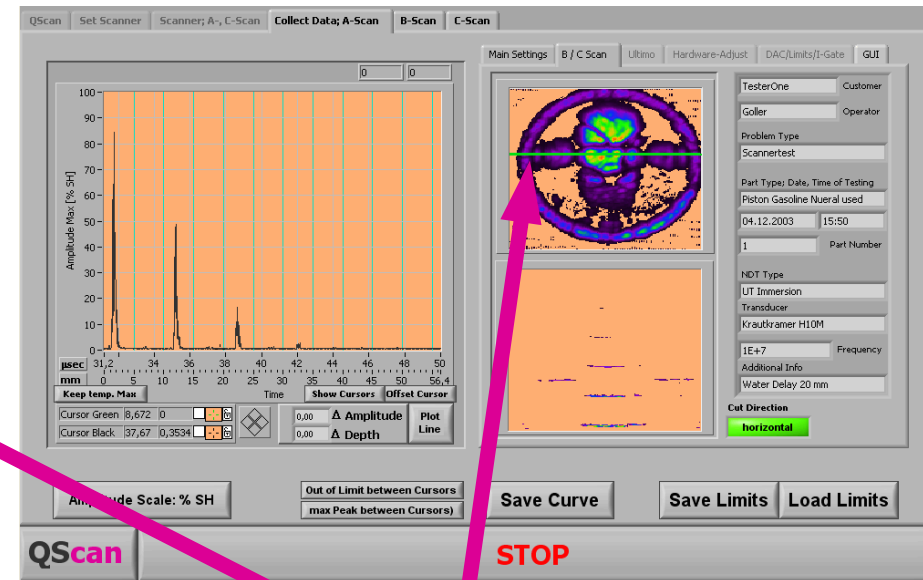 QScan Set Scanner Scanner; A-, C-Scan Collect Data; A-Scan B-Scan C-Scan
0 0
Amplitude Max [% SH]
100
90
80
70
60
50
40
30
20
10
0
µsec 31,2 34 36 38 40 42 44 46 48 50
mm 0 5 10 15 20 25 30 35 40 45 50 56,4
Keep temp. Max Time Show Cursors Offset Cursor
Cursor Green 8,672 0
Cursor Black 37,67 0,3534
0,00 Δ Amplitude
0,00 Δ Depth
Plot
Line
Main Settings B / C Scan Ultimo Hardware-Adjust DAC/Limits/I-Gate GUI
TesterOne Customer
Goller Operator
Problem Type
Scannertest
Part Type; Date, Time of Testing
Piston Gasoline Nueral used
04.12.2003 15:50
1 Part Number
NDT Type
UT Immersion
Transducer
Krautkramer H10M
1E+7 Frequency
Additional Info
Water Delay 20 mm
Cut Direction
horizontal
Scale: % SH
Out of Limit between Cursors
max Peak between Cursors)
Save Curve Save Limits Load Limits
QScan STOP